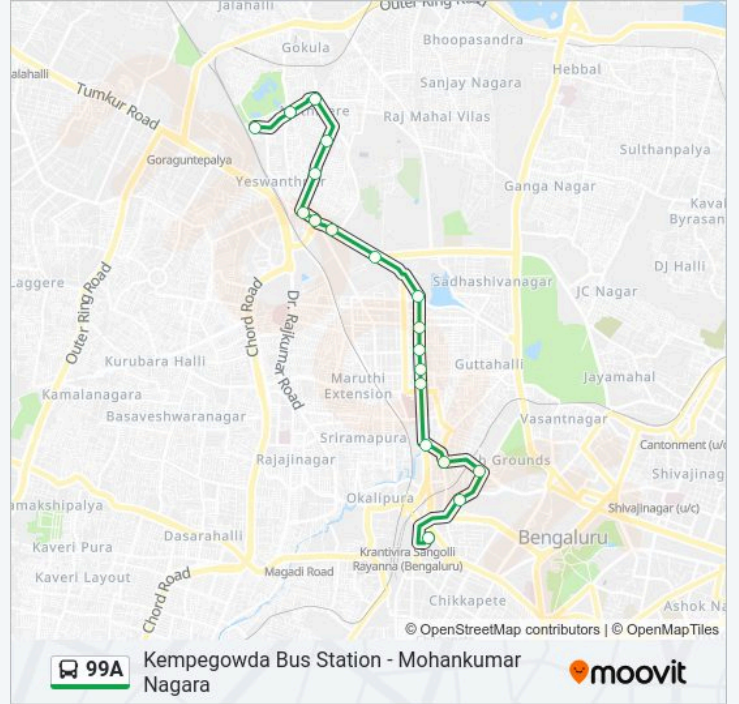 Jalahalli
Outer Ring Road
Gokula
Bhoopasandra
Hebbal
alahalli
Sanjay Nagara
Tumkur Road
Raj Mahal Vilas
Sulthanpalya
Goraguntepalya
Yeswanthpur
Ganga Nagar
Kaval
Byrasan
DJ Halli
Sadhashivanagar
JC Nagar
aggere
Outer Ring Road
Chord Road
Dr. Rajkumar Road
Kurubara Halli
Guttahalli
Maruthi
Extension
Jayamahal
Kamalanagara
Basaveshwaranagar
Vasantnagar
Sriramapura
Cantonment (u/c
Rajajinagar
h Grounds
Shivajinag
Okalipura
amakshipalya
Shivajinagar (u/c)
Dasarahalli
Bengaluru
Kaveri Pura
Krantivira Sangolli
Rayanna (Bengaluru)
Magadi Road
Kaveri Layout
Chord Road
Chikkapete
Ashok Na
© OpenStreetMap contributors | © OpenMapTiles
99A
Kempegowda Bus Station - Mohankumar
Nagara
moovit